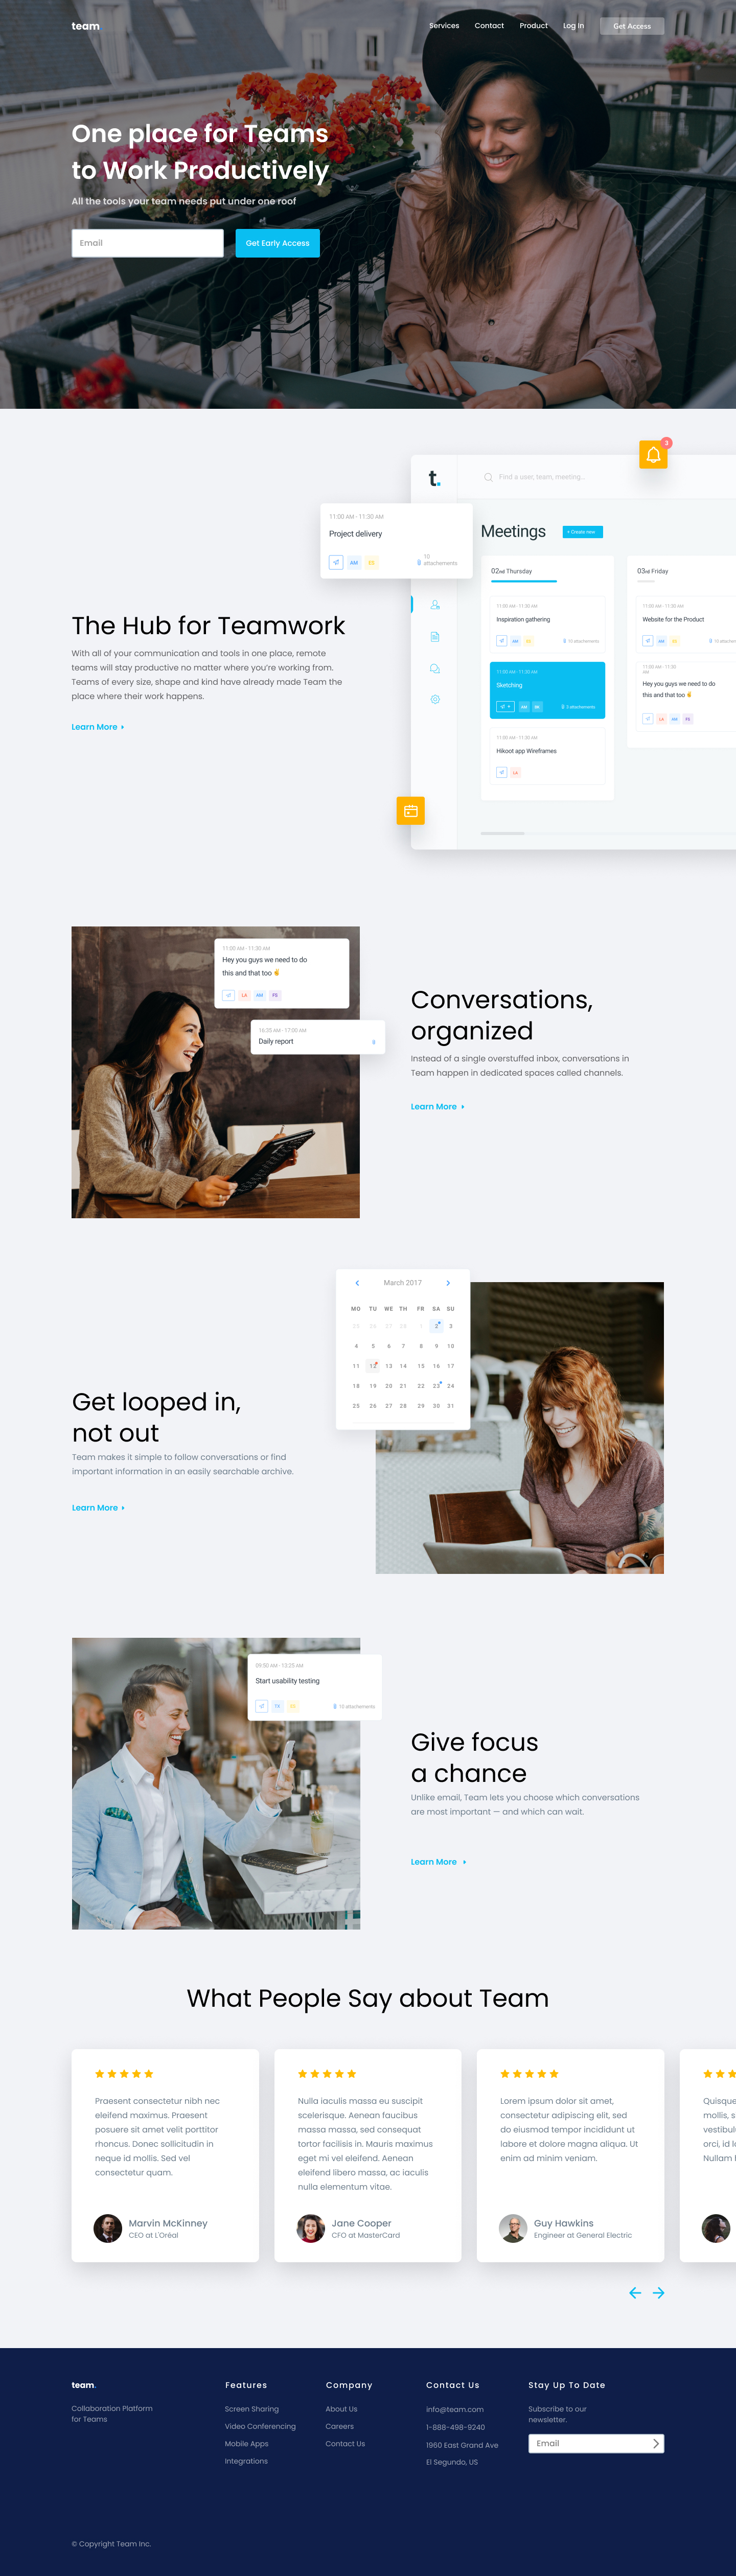 team
Services Contact Product Log In Get Access
One place for Teams
to Work Productively
All the tools your team needs put under one roof
Email
Get Early Access
3
t.
Find a user, team, meeting ..
11:00 AM - 11:30 AM
Project delivery
AM
ES
10
attachements
Meetings
+ Create new
02nd Thursday
11:00 AM - 11:30 AM
Inspiration gathering
AM ES 10 attachements
11:00 AM - 11:30 AM
Sketching
AM SK 3 attachements
11:00 AM - 11:30 AM
Hikoot app Wireframes
LA
03rd Friday
11:00 AM - 11:30 AM
Website for the Product
AM ES
11:00 AM - 11:30
AM
Hey you guys we need to do
this and that too ✌
LA AM FS
The Hub for Teamwork
With all of your communication and tools in one place, remote
teams will stay productive no matter where you're working from.
Teams of every size, shape and kind have already made Team the
place where their work happens.
Learn More
11:00 AM - 11:30 AM
Hey you guys we need to do
this and that too ✌
LA AM FS
16:35 AM - 17:00 AM
Daily report
Conversations,
organized
Instead of a single overstuffed inbox, conversations in
Team happen in dedicated spaces called channels.
Learn More
March 2017
MO TU WE TH FR SA SU
25 26 27 28 1 2 3
4 5 6 7 8 9 10
11 12 13 14 15 16 17
18 19 20 21 22 23 24
25 26 27 28 29 30 31
Get looped in,
not out
Team makes it simple to follow conversations or find
important information in an easily searchable archive.
Learn More
09:50 AM - 13:25 AM
Start usability testing
10 attachements
Give focus
a chance
Unlike email, Team lets you choose which conversations
are most important — and which can wait.
Learn More
What People Say about Team
Praesent consectetur nibh nec
eleifend maximus. Praesent
posuere sit amet velit porttitor
rhoncus. Donec sollicitudin in
neque id mollis. Sed vel
consectetur quam.
Marvin McKinney
CEO at L'Oréal
Nulla iaculis massa eu suscipit
scelerisque. Aenean faucibus
massa massa, sed consequat
tortor facilisis in. Mauris maximus
eget mi vel eleifend. Aenean
eleifend libero massa, ac iaculis
nulla elementum vitae.
Jane Cooper
CFO at MasterCard
Lorem ipsum dolor sit amet,
consectetur adipiscing elit, sed
do eiusmod tempor incididunt ut
labore et dolore magna aliqua. Ut
enim ad minim veniam.
Guy Hawkins
Engineer at General Electric
Quisque
mollis, s
vestibul
orci, id l
Nullam
team.
Collaboration Platform
for Teams
Features
Screen Sharing
Video Conferencing
Mobile Apps
Integrations
Company
About Us
Careers
Contact Us
Contact Us
info@team.com
1-888-498-9240
1960 East Grand Ave
El Segundo, US
Stay Up To Date
Subscribe to our
newsletter.
Email
© Copyright Team Inc.